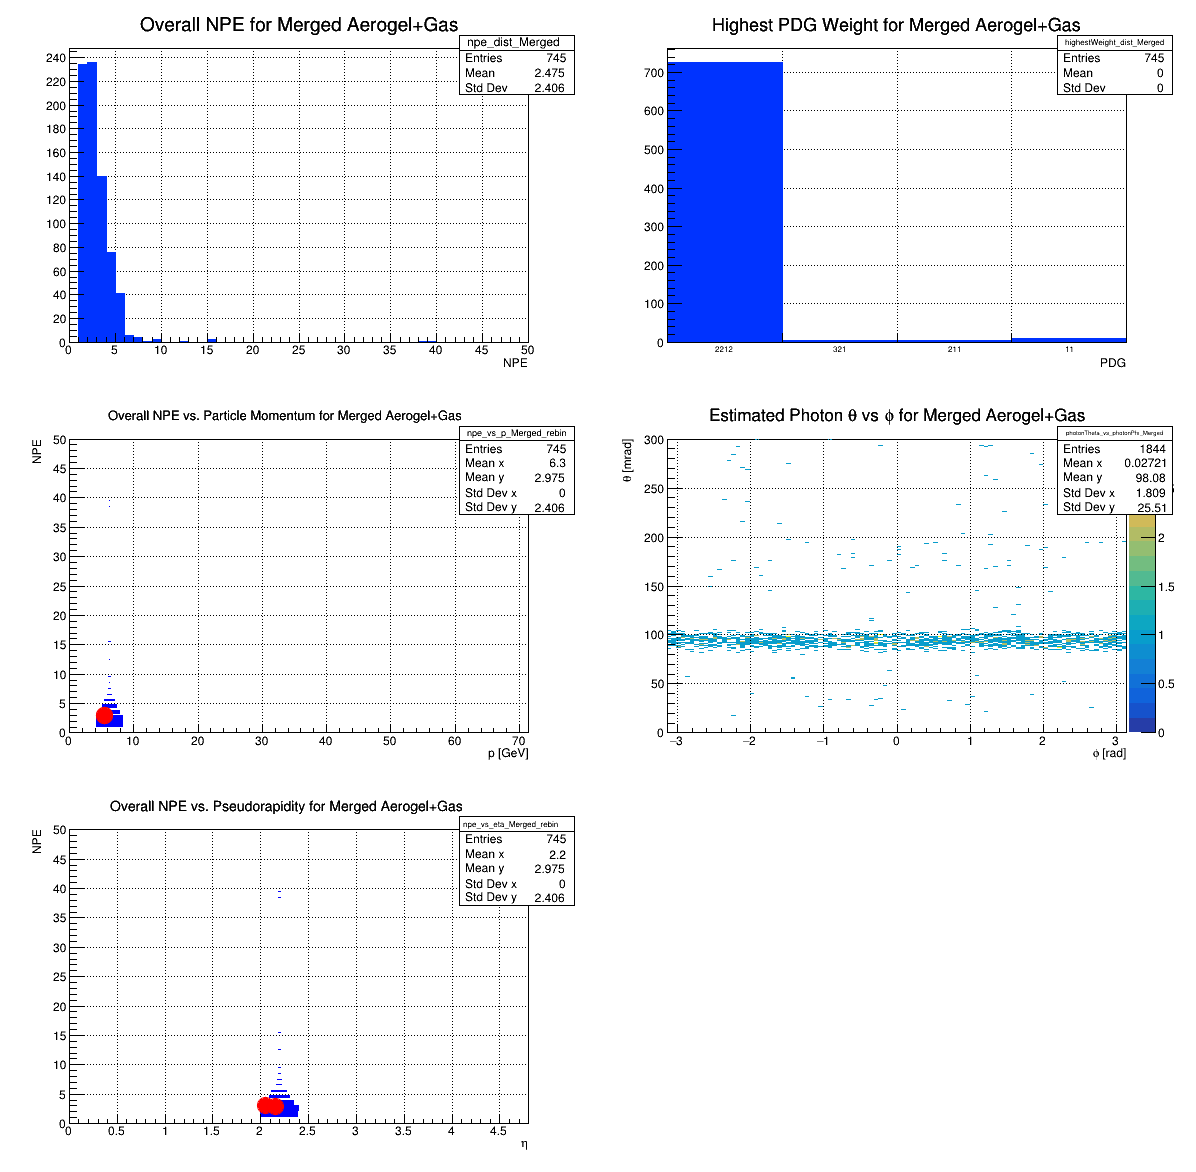 Overall NPE for Merged Aerogel+Gas
npe_dist_Merged
Entries 745
Mean 2.475
Std Dev 2.406
240
220
200
180
160
140
120
100
80
60
40
20
0
0 5 10 15 20 25 30 35 40 45 50
NPE
Highest PDG Weight for Merged Aerogel+Gas
highestWeight_dist_Merged
Entries 745
Mean 0
Std Dev 0
700
600
500
400
300
200
100
0
2212 321 211 11
PDG
Overall NPE vs. Particle Momentum for Merged Aerogel+Gas
NPE
npe_vs_p_Merged_rebin
Entries 745
Mean x 6.3
Mean y 2.975
Std Dev x 0
Std Dev y 2.406
50
45
40
35
30
25
20
15
10
5
0
0 10 20 30 40 50 60 70
p [GeV]
Estimated Photon θ vs ϕ for Merged Aerogel+Gas
θ [mrad]
photonTheta_vs_photonPhi_Merged
Entries 1844
Mean x 0.02721
Mean y 98.08
Std Dev x 1.809
Std Dev y 25.51
300
250
200
150
100
50
0
−3 −2 −1 0 1 2 3
ϕ [rad]
2
1.5
1
0.5
0
Overall NPE vs. Pseudorapidity for Merged Aerogel+Gas
NPE
npe_vs_eta_Merged_rebin
Entries 745
Mean x 2.2
Mean y 2.975
Std Dev x 0
Std Dev y 2.406
50
45
40
35
30
25
20
15
10
5
0
0 0.5 1 1.5 2 2.5 3 3.5 4 4.5
η